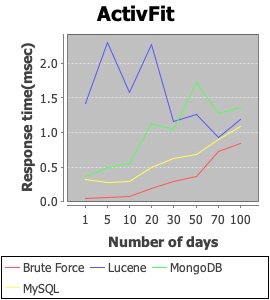 ActivFit
Response time(msec)
2.0
1.5
1.0
0.5
0.0
1 5 10 20 30 50 70 100
Number of days
Brute Force Lucene MongoDB
MySQL